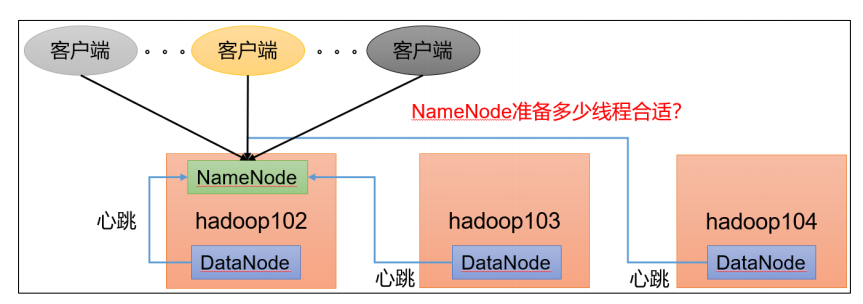 客户端 。。。 客户端 。。。 客户端
NameNode准备多少线程合适？
NameNode
心跳
hadoop102
hadoop103
hadoop104
DataNode
心跳
DataNode
心跳
DataNode